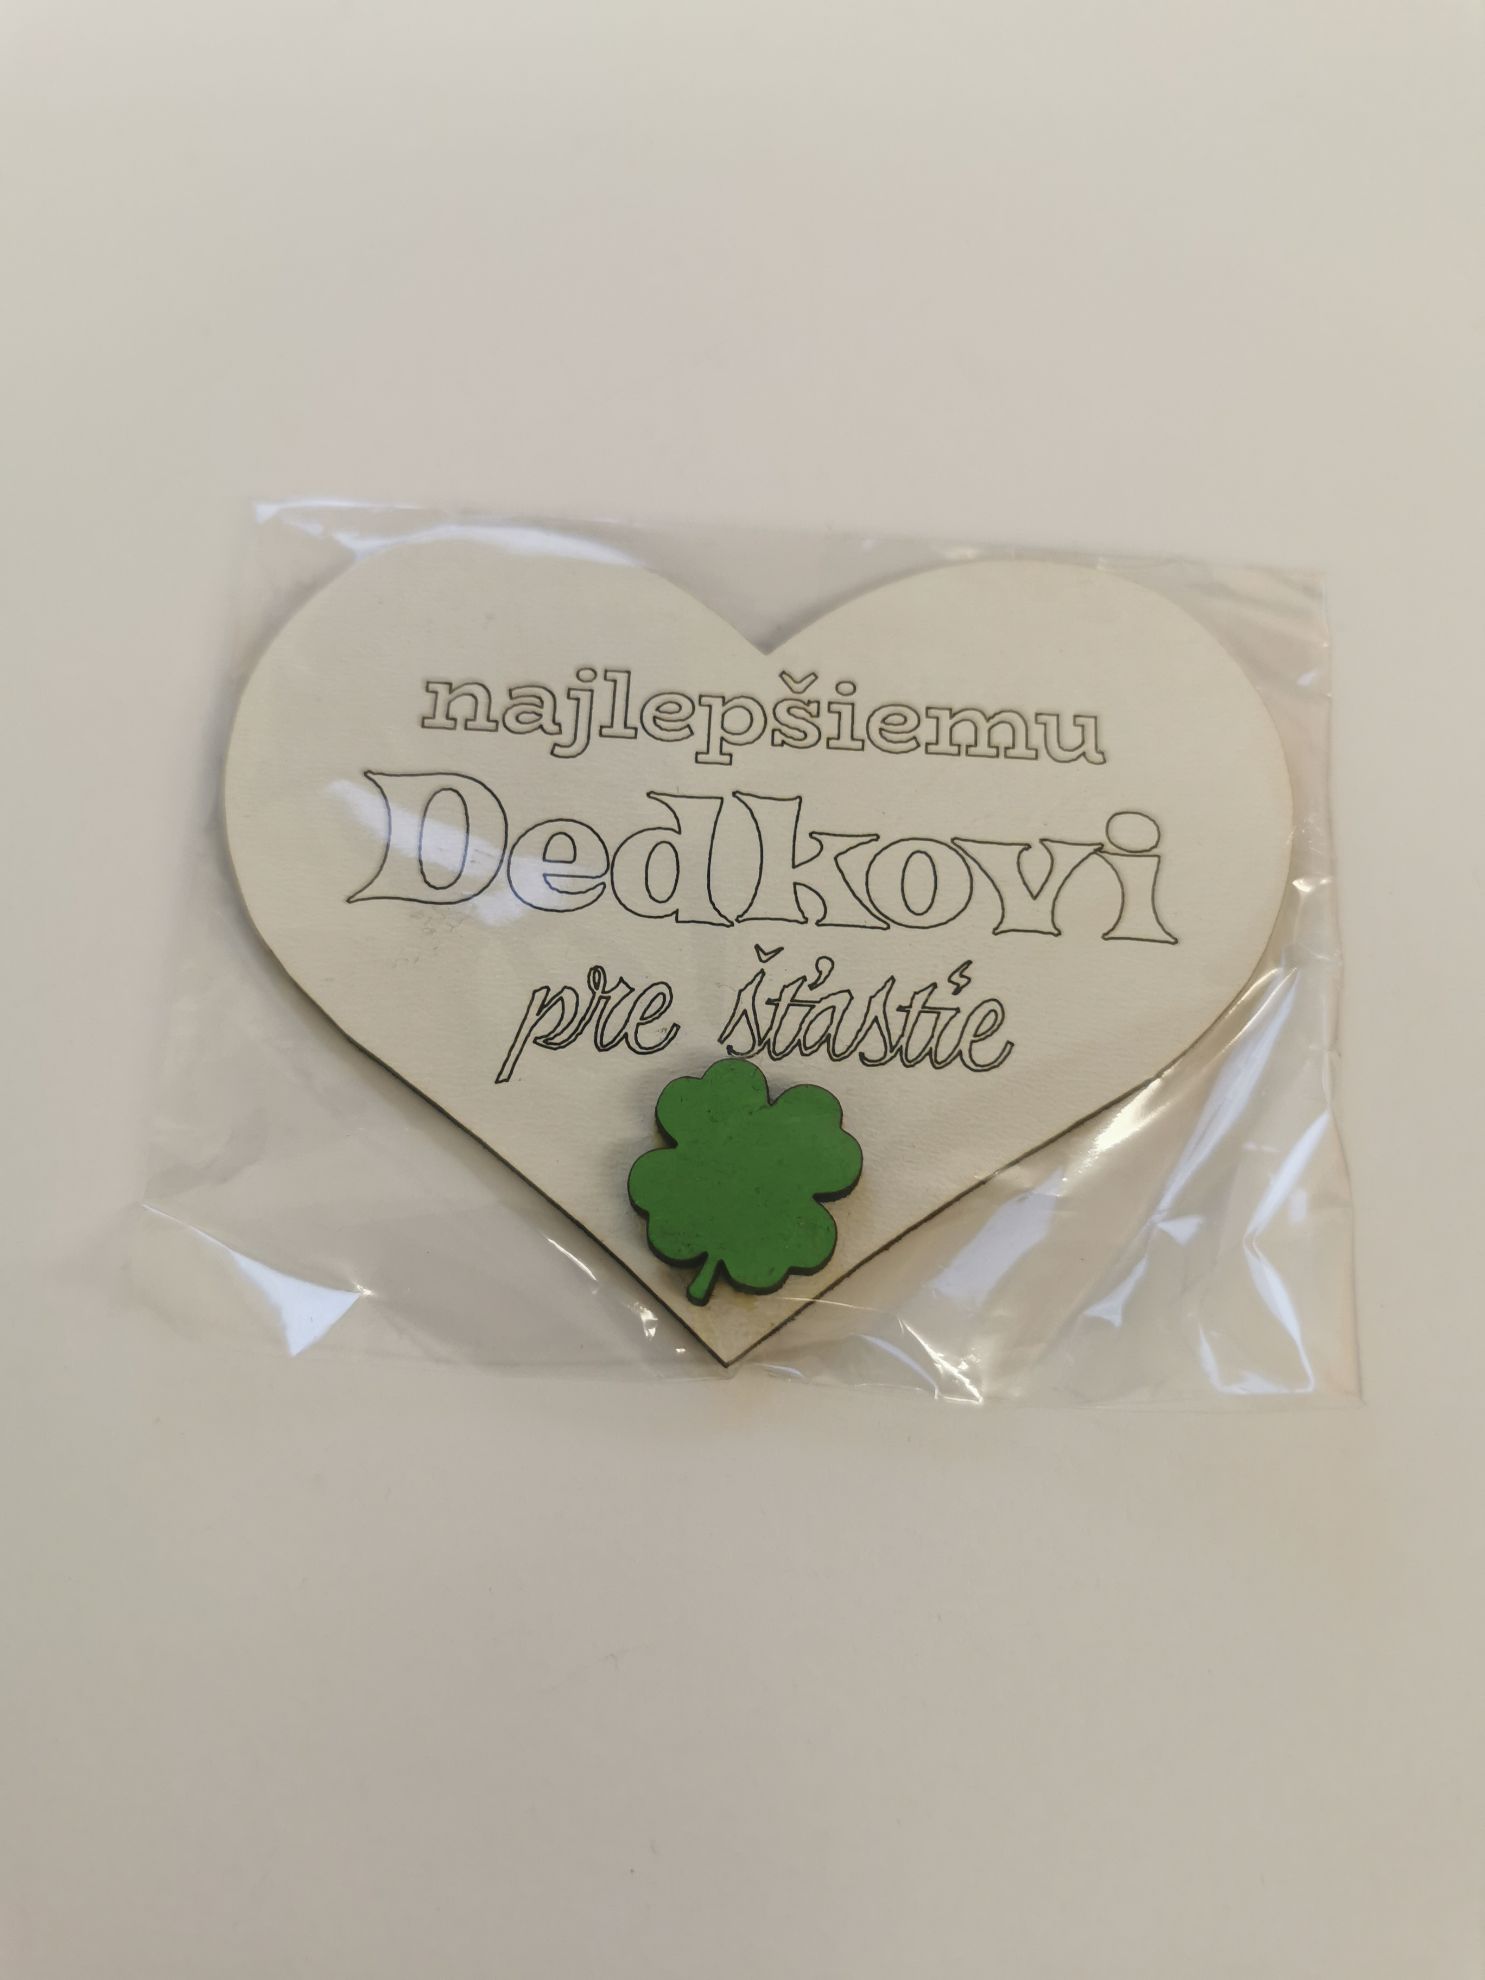 najlepšiemu
Dedkovi
pre šťastie